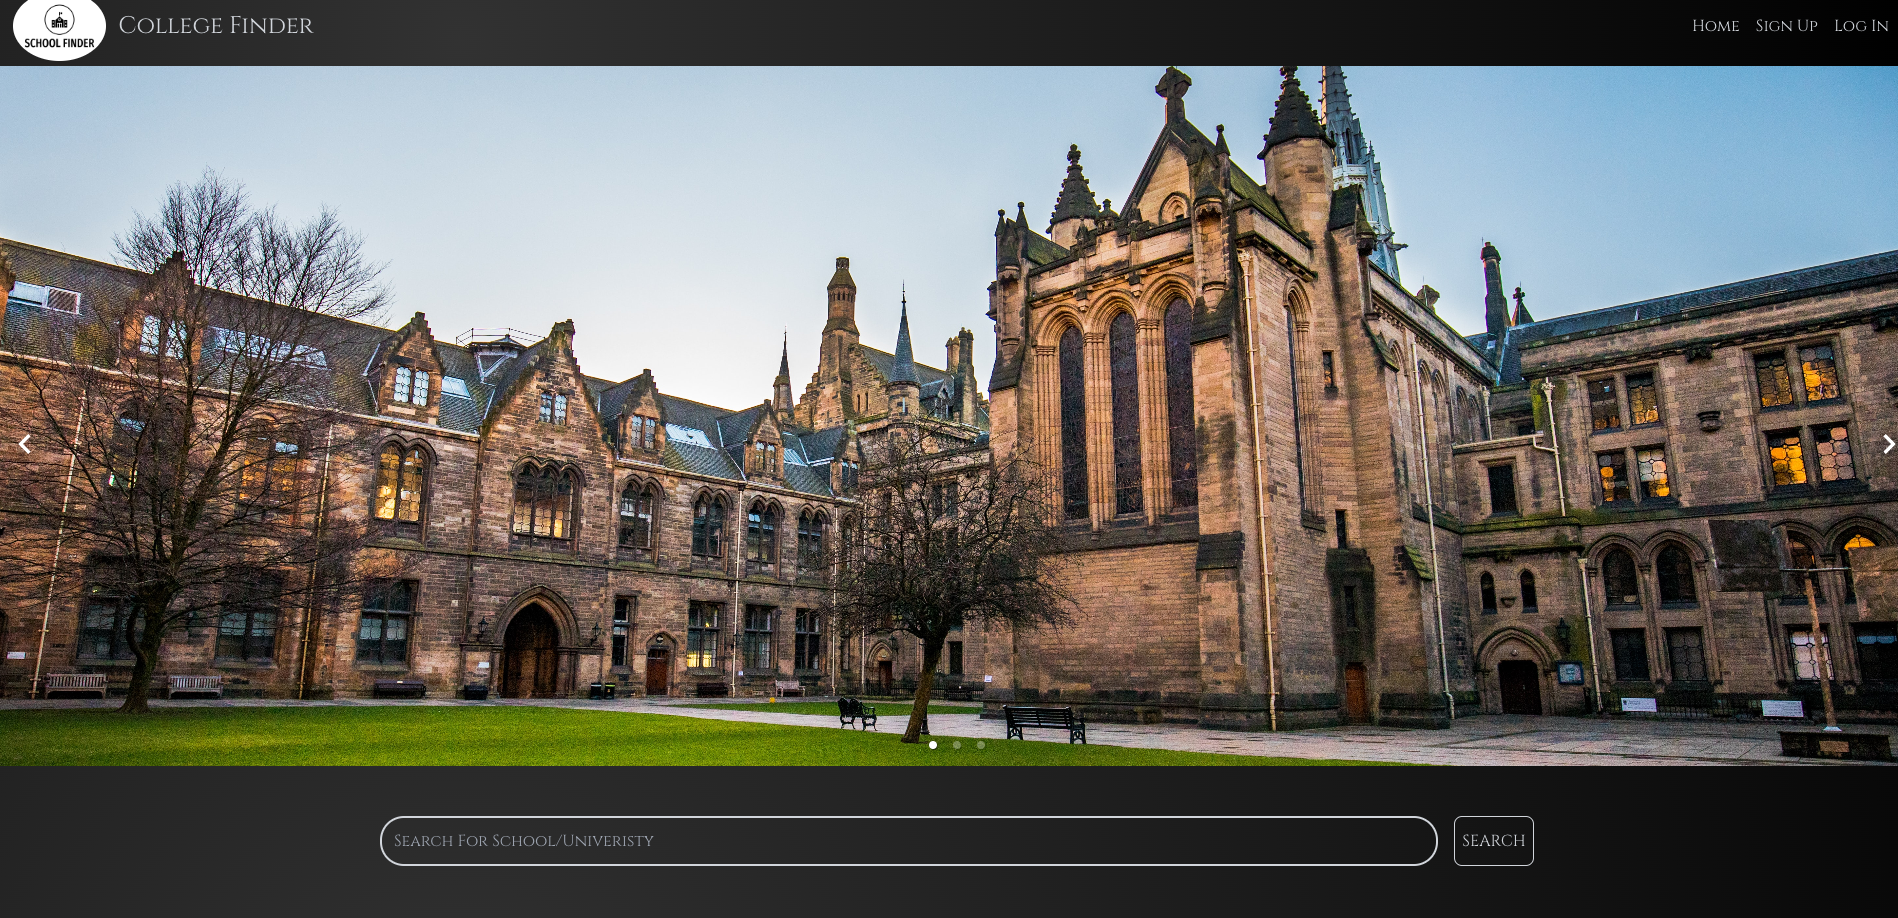 SCHOOL FINDER
College Finder
Home Sign Up Log In
Search For School/Univeristy
SEARCH